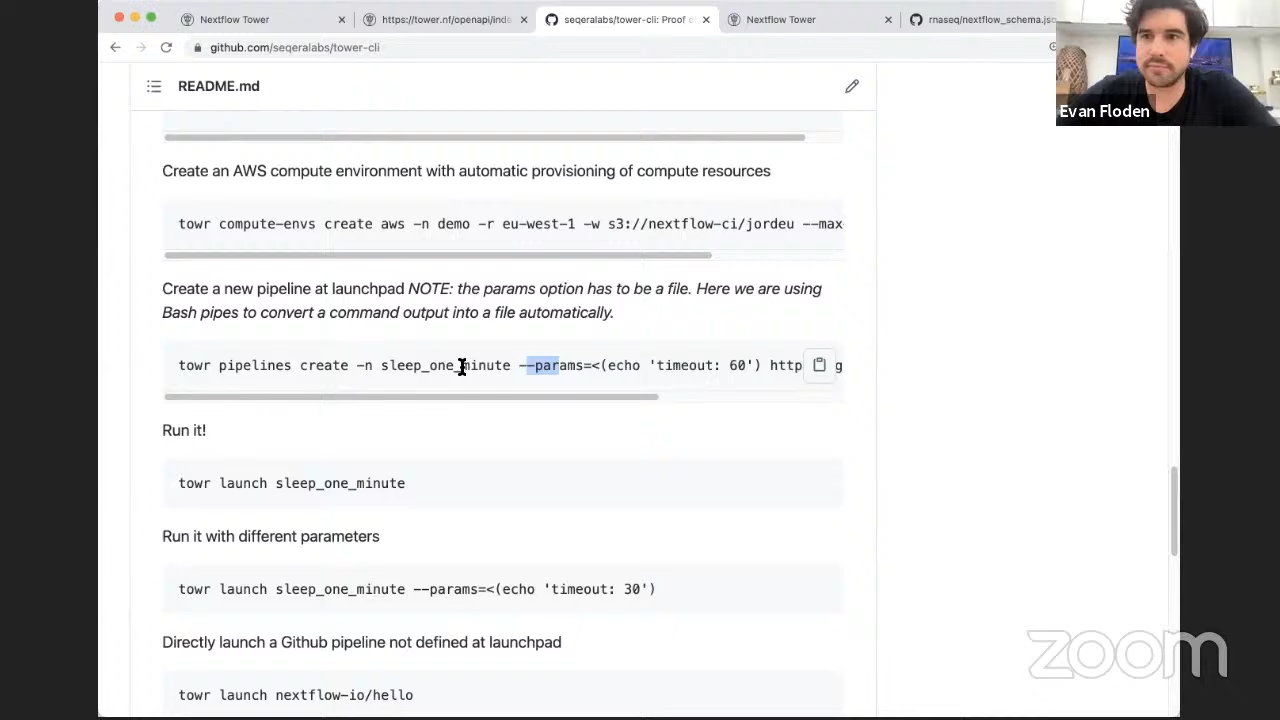 Nextflow Tower
https://tower.nf/openapi/inde
seqeralabs/tower-cli: Proof o
Nextflow Tower
rnaseq/nextflow_schema.jso
github.com/seqeralabs/tower-cli
Evan Floden
README.md
Create an AWS compute environment with automatic provisioning of compute resources
towr compute-envs create aws -n demo -r eu-west-1 -w s3://nextflow-ci/jordeu --max-
Create a new pipeline at launchpad NOTE: the params option has to be a file. Here we are using
Bash pipes to convert a command output into a file automatically.
towr pipelines create -n sleep_one_minute --params=<(echo 'timeout: 60') http g
Run it!
towr launch sleep_one_minute
Run it with different parameters
towr launch sleep_one_minute --params=<(echo 'timeout: 30')
Directly launch a Github pipeline not defined at launchpad
towr launch nextflow-io/hello
zoom